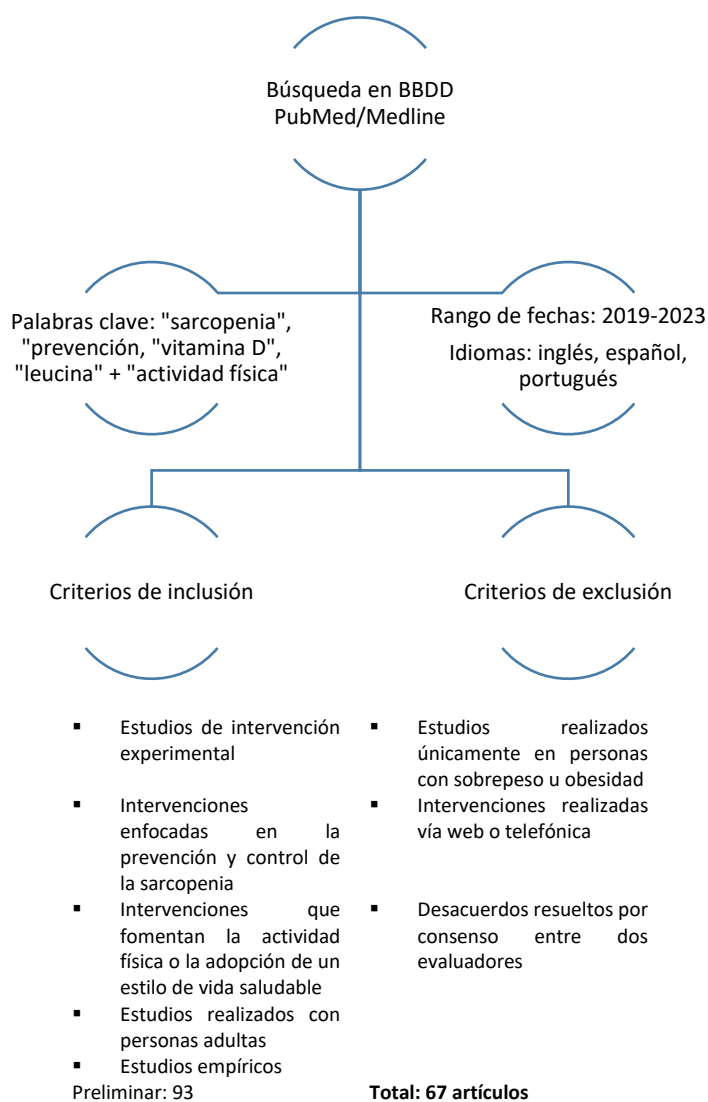 Búsqueda en BBDD
PubMed/Medline
Palabras clave: "sarcopenia",
"prevención, "vitamina D",
"leucina" + "actividad física"
Rango de fechas: 2019-2023
Idiomas: inglés, español,
portugués
Criterios de inclusión
Criterios de exclusión
▪ Estudios de intervención
experimental
▪ Intervenciones
enfocadas en la
prevención y control de
la sarcopenia
▪ Intervenciones que
fomentan la actividad
física o la adopción de un
estilo de vida saludable
▪ Estudios realizados con
personas adultas
▪ Estudios empíricos
Preliminar: 93
▪ Estudios realizados
únicamente en personas
con sobrepeso u obesidad
▪ Intervenciones realizadas
vía web o telefónica
▪ Desacuerdos resueltos por
consenso entre dos
evaluadores
Total: 67 artículos